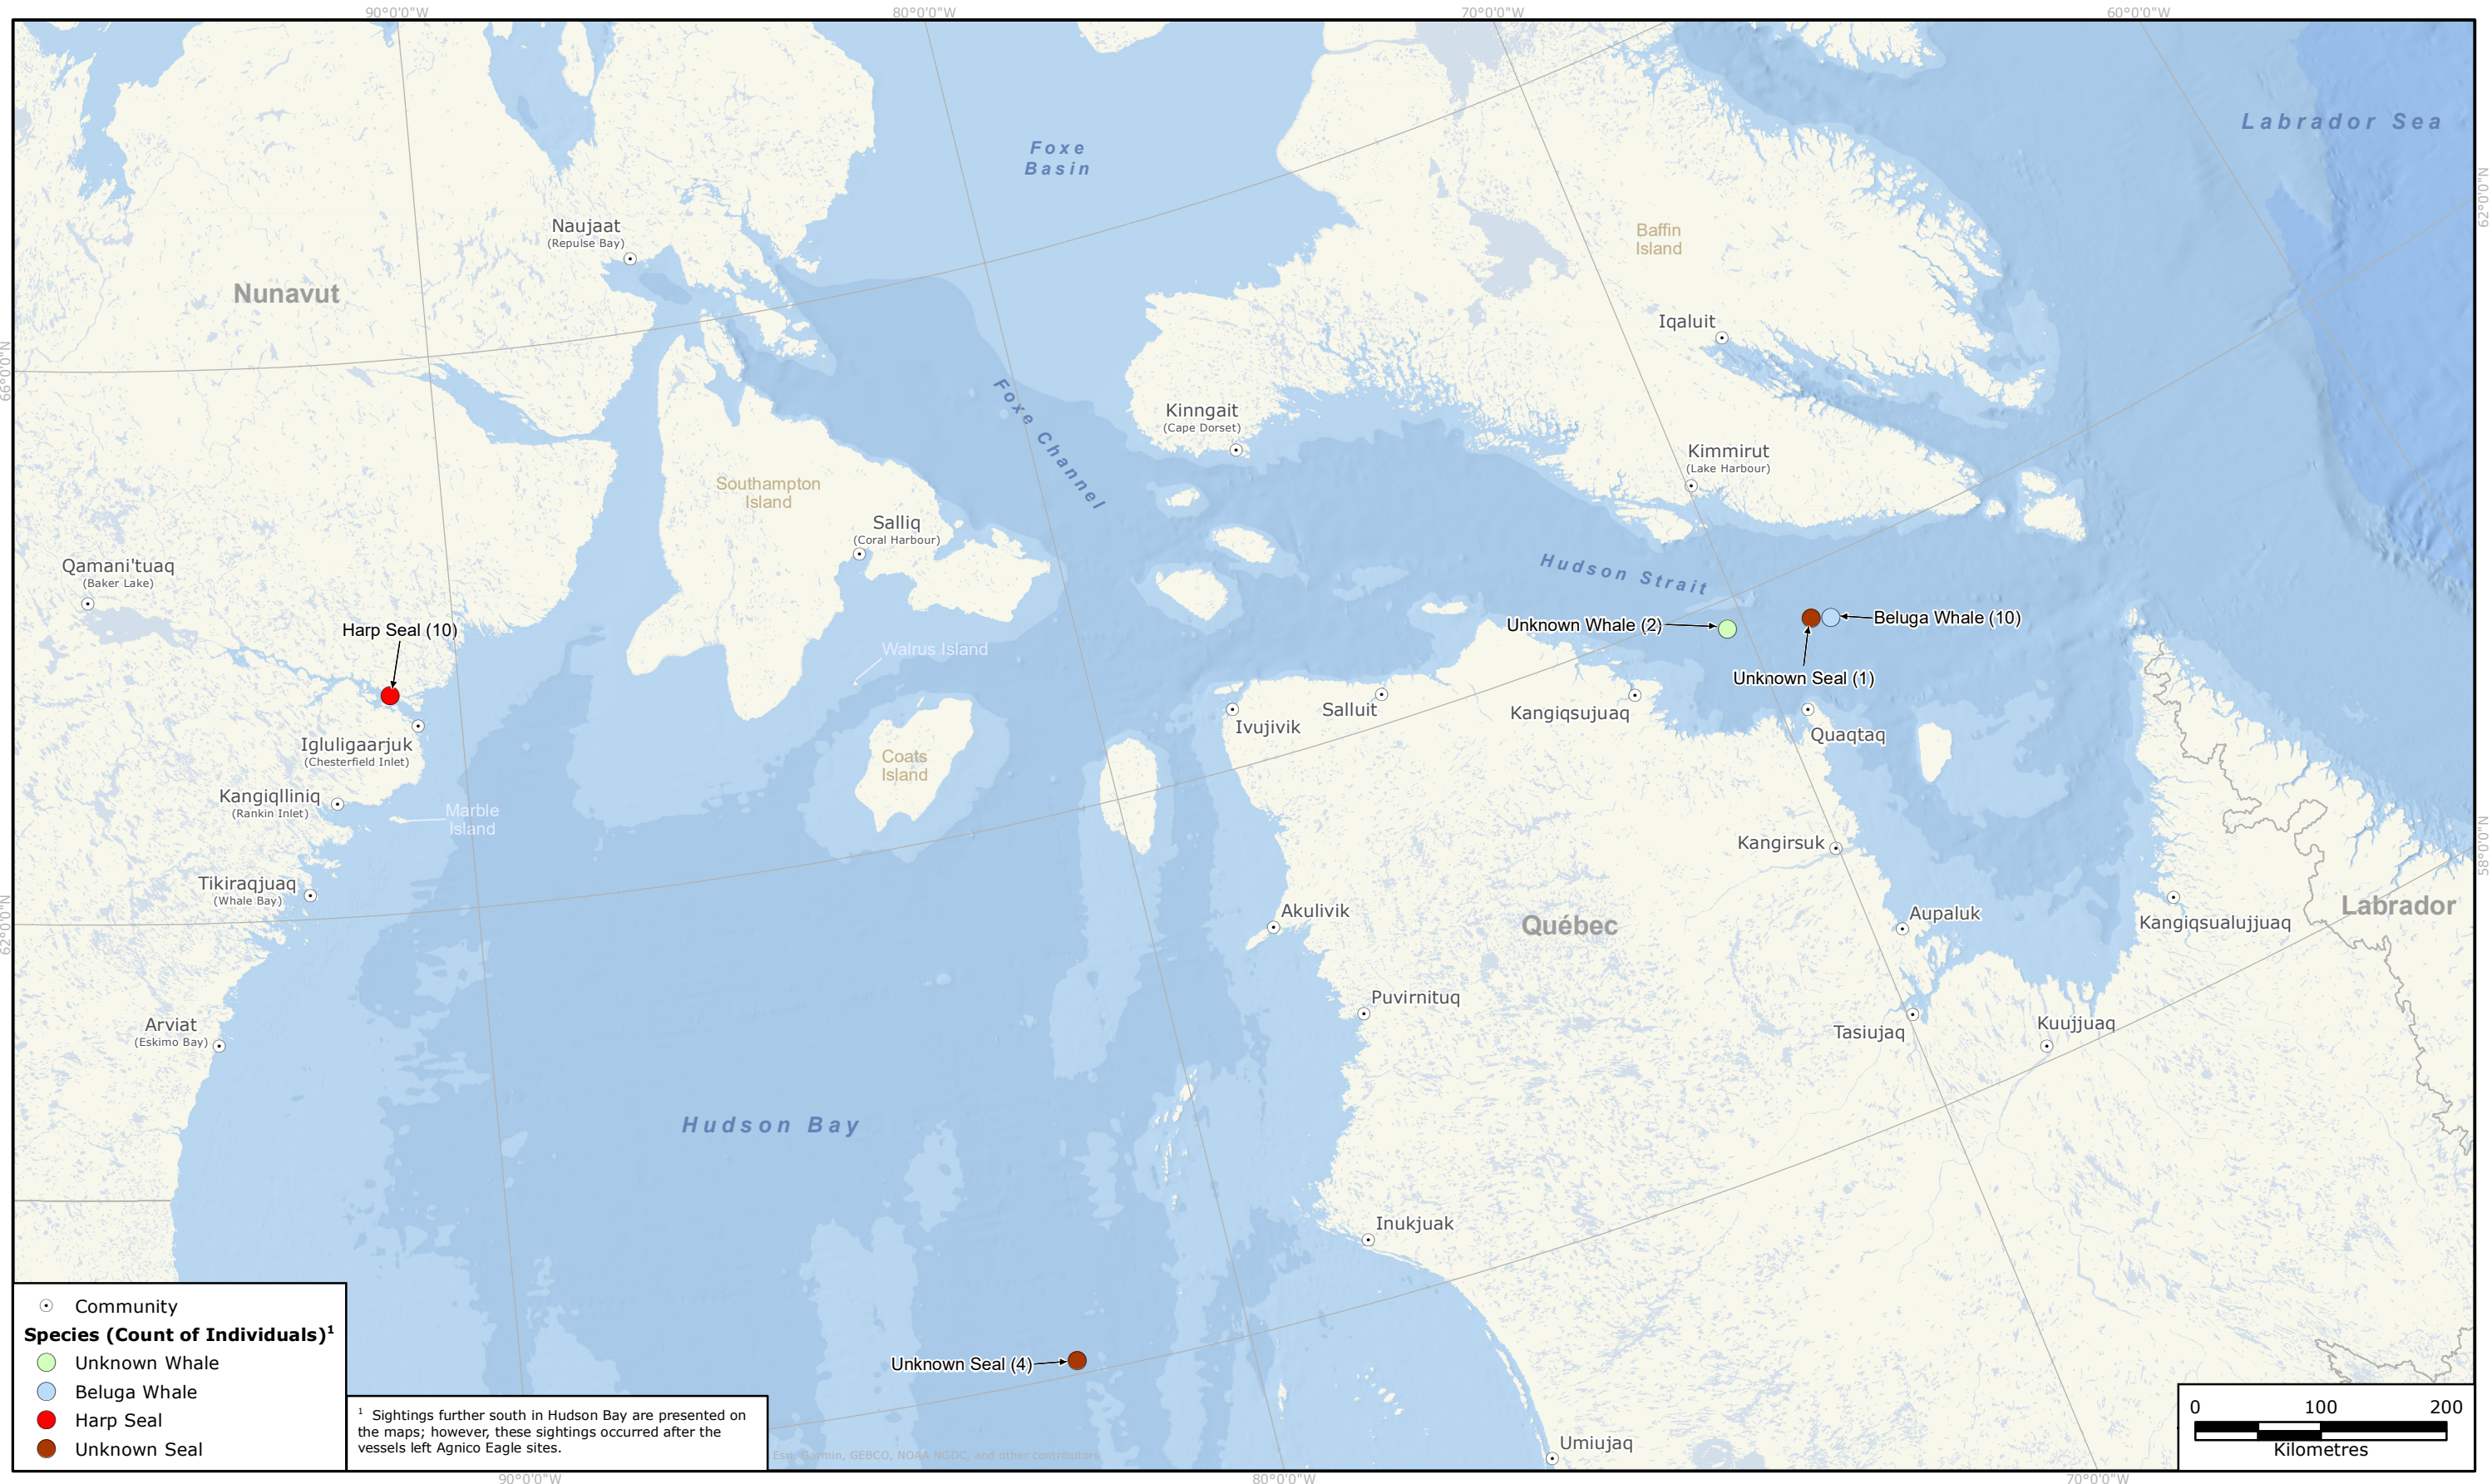 90°0'0"W
80°0'0"W
70°0'0"W
60°0'0"W
Labrador Sea
Foxe
Basin
62°0'0"N
Naujaat
(Repulse Bay)
Baffin
Island
Nunavut
Iqaluit
66°0'0"N
Foxe Channel
Kinngait
(Cape Dorset)
Kimmirut
(Lake Harbour)
Southampton
Island
Salliq
(Coral Harbour)
Hudson Strait
Qamani'tuaq
(Baker Lake)
Harp Seal (10)
Unknown Whale (2)
Beluga Whale (10)
Walrus Island
Unknown Seal (1)
Salluit
Kangiqsujuaq
Ivujivik
Quaqtaq
Igluligaarjuk
(Chesterfield Inlet)
Coats
Island
Kangiqlliniq
(Rankin Inlet)
Marble
Island
Kangirsuk
58°0'0"N
Tikiraqjuaq
(Whale Bay)
Akulivik
Québec
Aupaluk
Labrador
Kangiqsualujjuaq
62°0'0"N
Puvirnituq
Arviat
(Eskimo Bay)
Tasiujaq
Kuujjuaq
Hudson Bay
Inukjuak
Unknown Seal (4)
Umiujaq
Community
Species (Count of Individuals)1
Unknown Whale
Beluga Whale
Harp Seal
Unknown Seal
1 Sightings further south in Hudson Bay are presented on
the maps; however, these sightings occurred after the
vessels left Agnico Eagle sites.
Esri, Garmin, GEBCO, NOAA NGDC, and other contributors
0 100 200
Kilometres
90°0'0"W
80°0'0"W
70°0'0"W